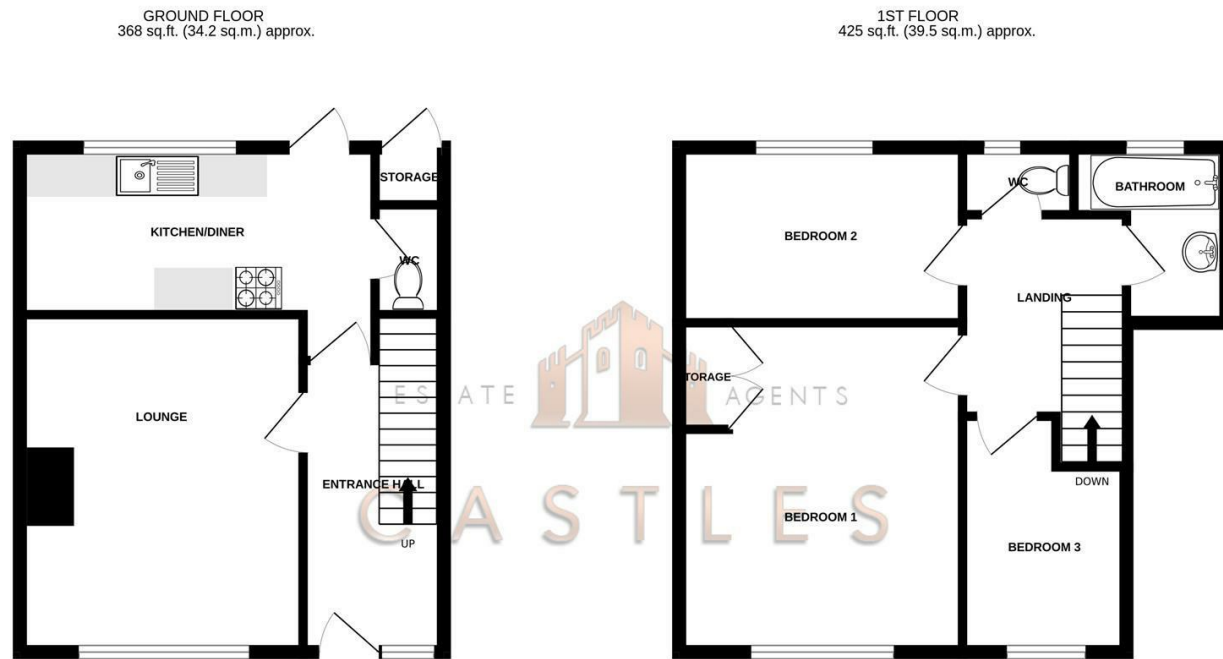 GROUND FLOOR
368 sq.ft. (34.2 sq.m.) approx.
1ST FLOOR
425 sq.ft. (39.5 sq.m.) approx.
STORAGE
KITCHEN/DINER
WC
LOUNGE
ENTRANCE HALL
UP
WC
BATHROOM
BEDROOM 2
LANDING
TORAGE
BEDROOM 1
DOWN
BEDROOM 3
ESTATE AGENTS
CASTLES